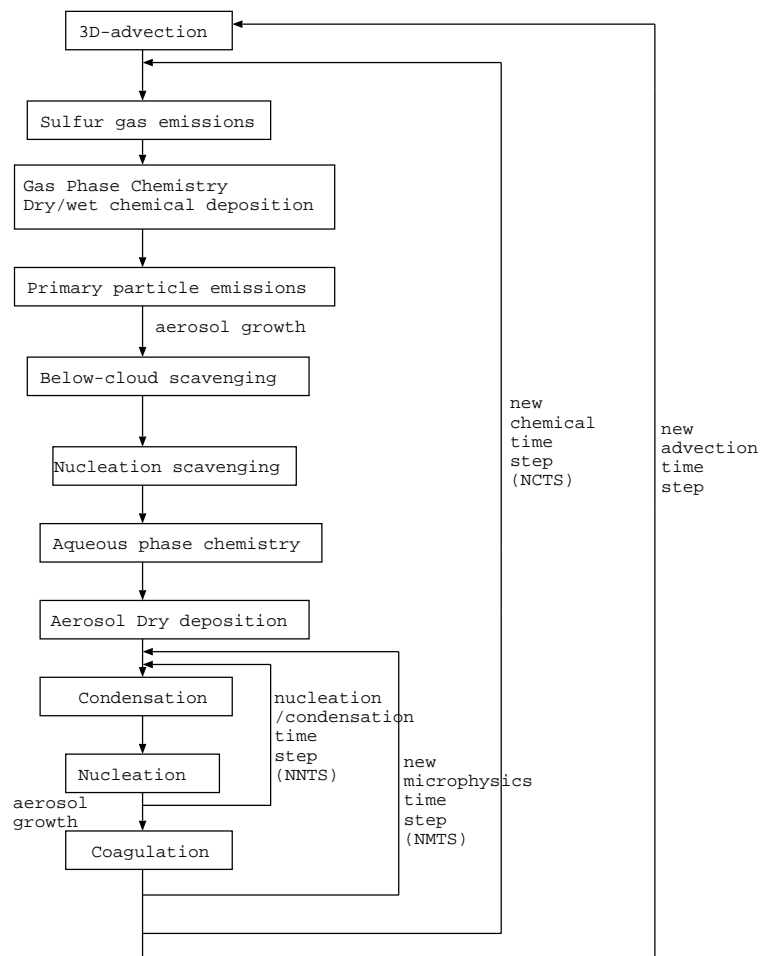 3D-advection
Sulfur gas emissions
Gas Phase Chemistry
Dry/wet chemical deposition
Primary particle emissions
aerosol growth
Below-cloud scavenging
Nucleation scavenging
Aqueous phase chemistry
Aerosol Dry deposition
Condensation
Nucleation
aerosol
growth
Coagulation
nucleation
/condensation
time
step
(NNTS)
new
microphysics
time
step
(NMTS)
new
chemical
time
step
(NCTS)
new
advection
time
step